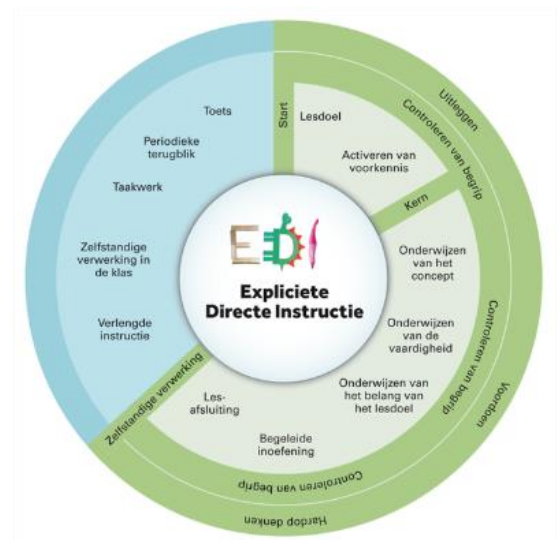 Start
Lesdoel
Activeren van
voorkennis
Kern
Onderwijzen
van het
concept
Onderwijzen
van de
vaardigheid
Onderwijzen van
het belang van
het lesdoel
Begeleide
inoefening
Les-
afsluiting
Zelfstandige verwerking
Verlengde
instructie
Zelfstandige
verwerking in
de klas
Taakwerk
Periodieke
terugblik
Toets
EDI
Expliciete
Directe Instructie
Controleren van begrip
Controleren van begrip
Controleren van begrip
Uitleggen
Voordoen
Hardop denken